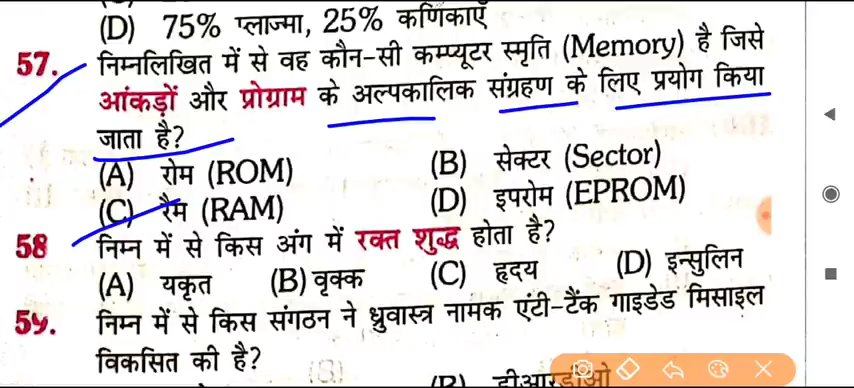 (D) 75% प्लाज्मा, 25% कणिकाएँ
57. निम्नलिखित में से वह कौन-सी कम्प्यूटर स्मृति (Memory) है जिसे
आंकड़ों और प्रोग्राम के अल्पकालिक संग्रहण के लिए प्रयोग किया
जाता है?
(A) रोम (ROM) (B) सेक्टर (Sector)
(C) रैम (RAM) (D) इपरोम (EPROM)
58 निम्न में से किस अंग में रक्त शुद्ध होता है?
(A) यकृत (B) वृक्क (C) हृदय (D) इन्सुलिन
59. निम्न में से किस संगठन ने ध्रुवास्त्र नामक एंटी-टैंक गाइडेड मिसाइल
विकसित की है?
(B) डीआरडीओ